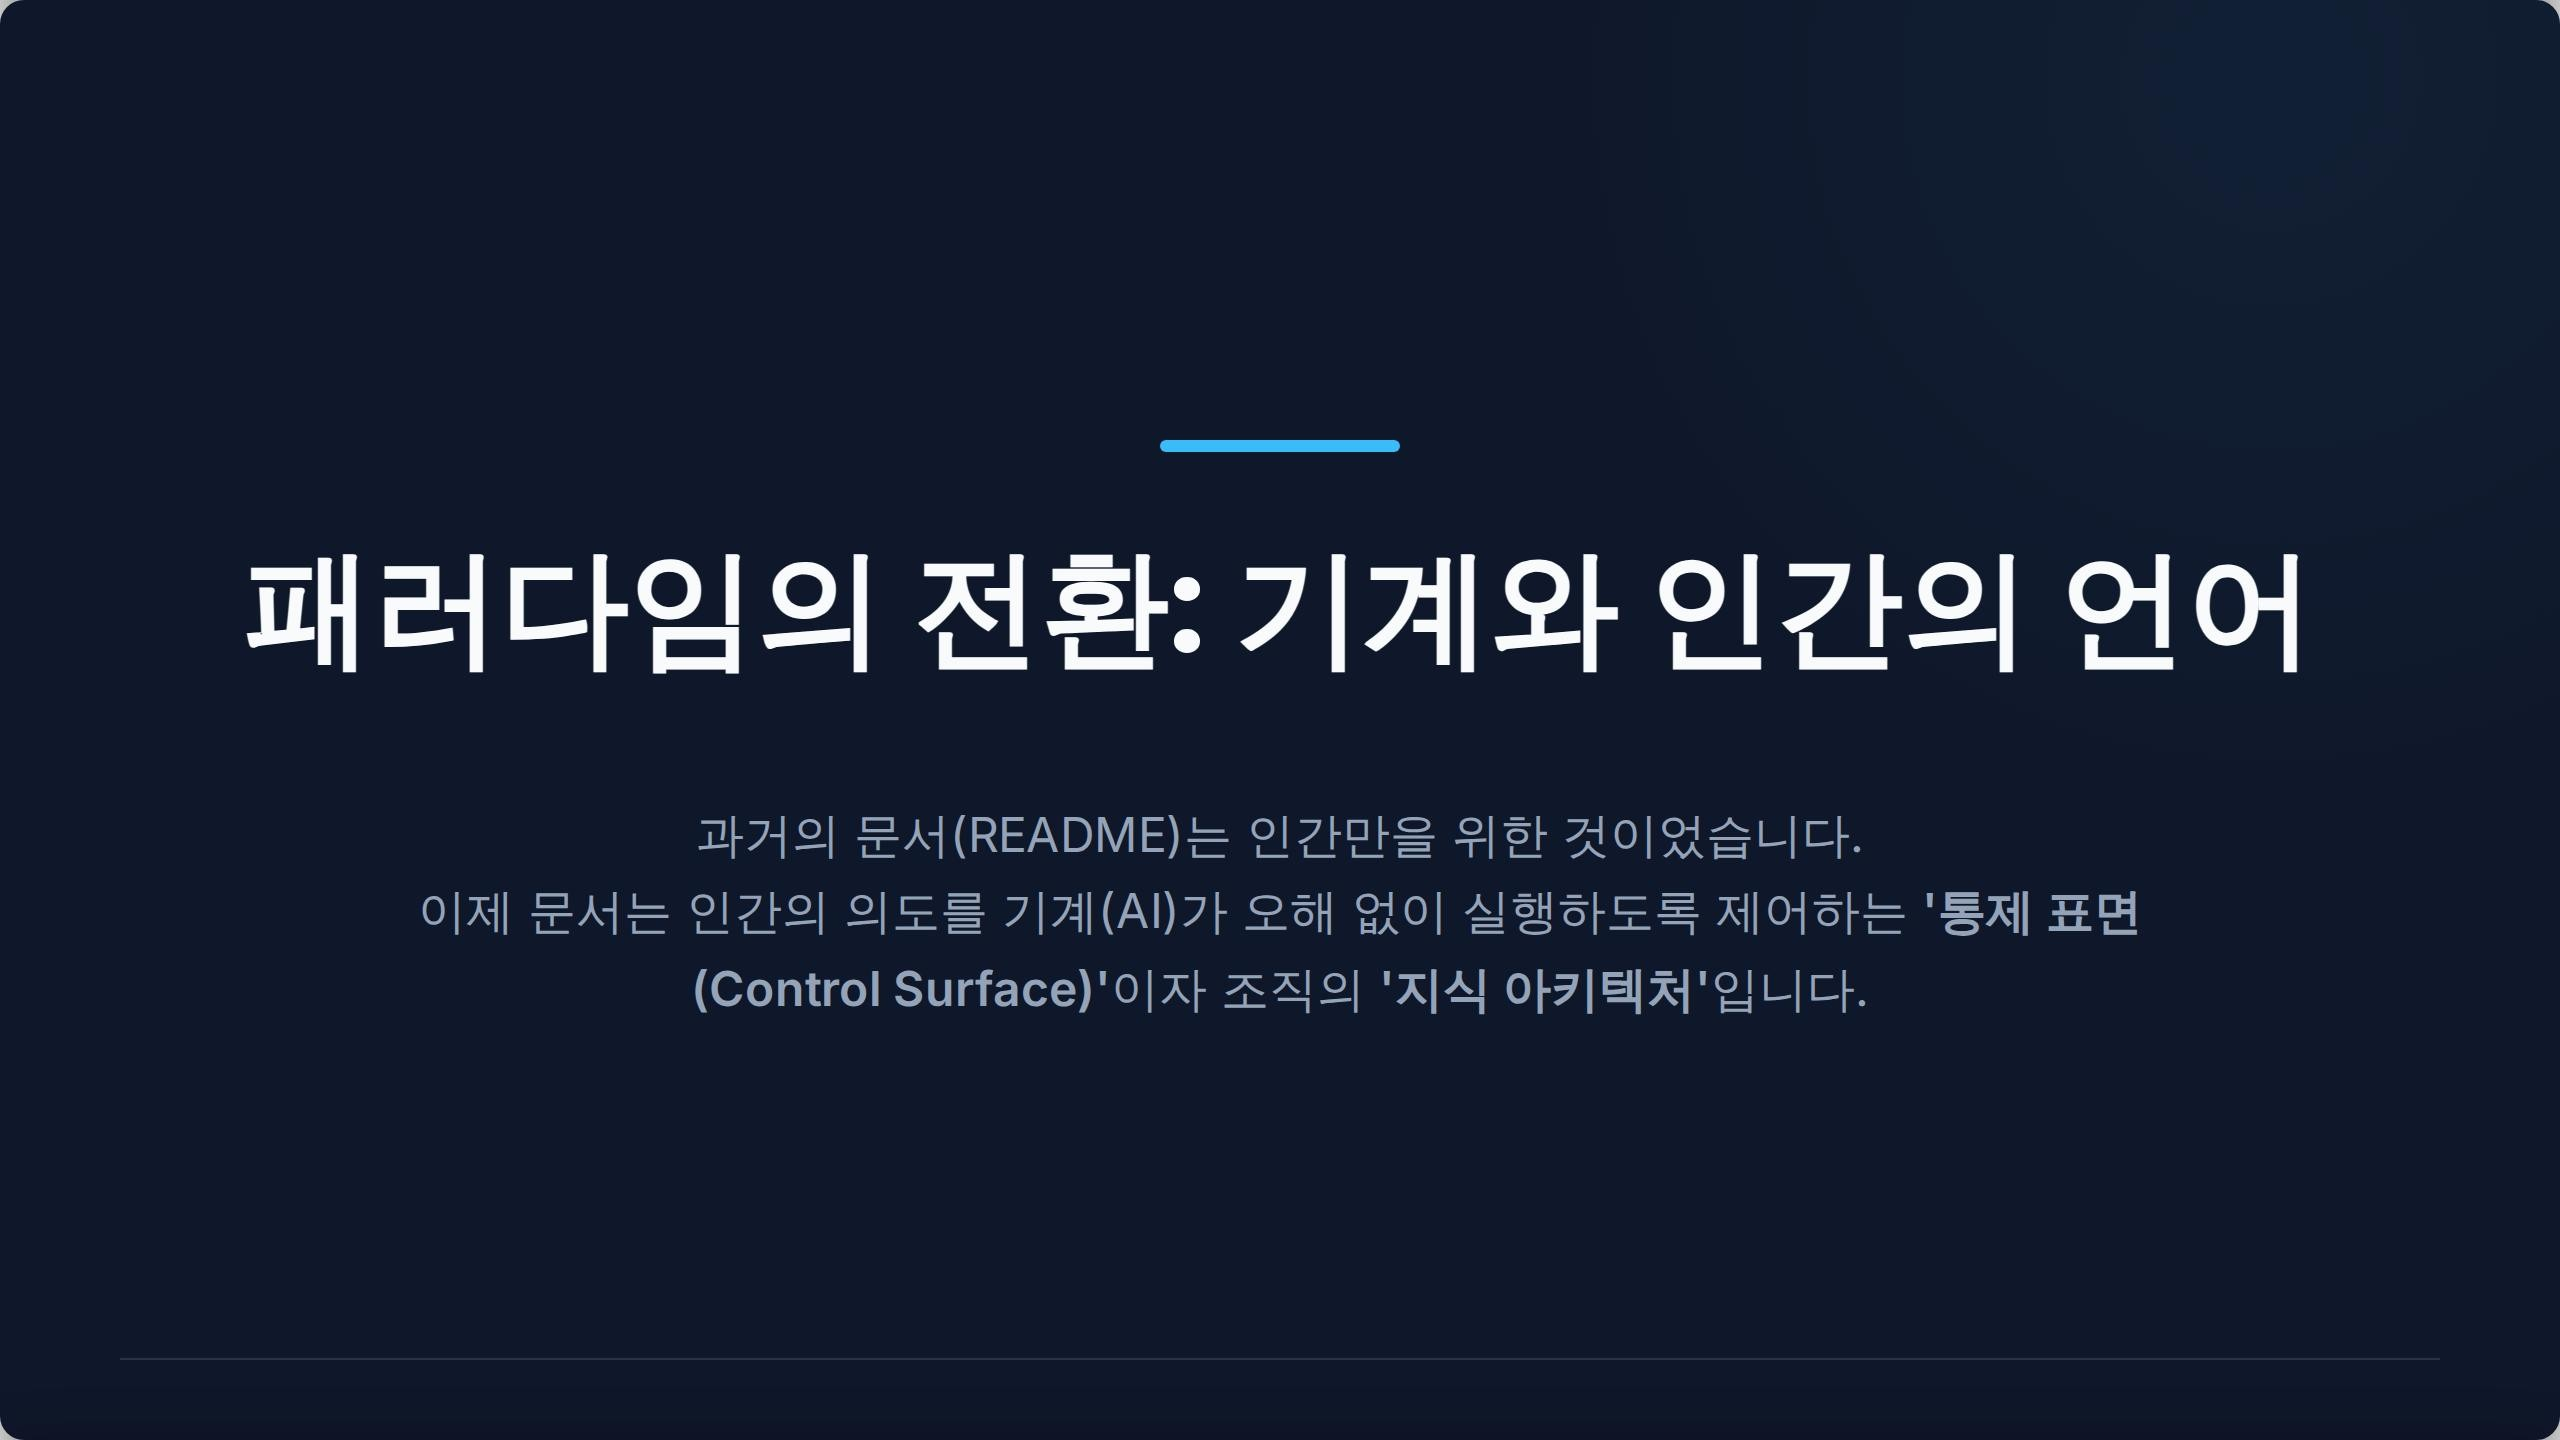 패러다임의 전환: 기계와 인간의 언어
과거의 문서(README)는 인간만을 위한 것이었습니다.
이제 문서는 인간의 의도를 기계(AI)가 오해 없이 실행하도록 제어하는 '통제 표면
(Control Surface)'이자 조직의 '지식 아키텍처'입니다.